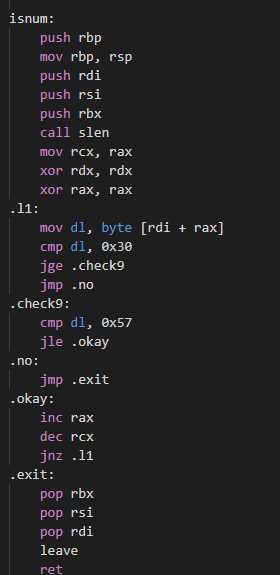 isnum:
push rbp
mov rbp, rsp
push rdi
push rsi
push rbx
call slen
mov rcx, rax
xor rdx, rdx
xor rax, rax
.l1:
mov dl, byte [rdi + rax]
cmp dl, 0x30
jge .check9
jmp .no
.check9:
cmp dl, 0x57
jle .okay
.no:
jmp .exit
.okay:
inc rax
dec rcx
jnz .l1
.exit:
pop rbx
pop rsi
pop rdi
leave
ret